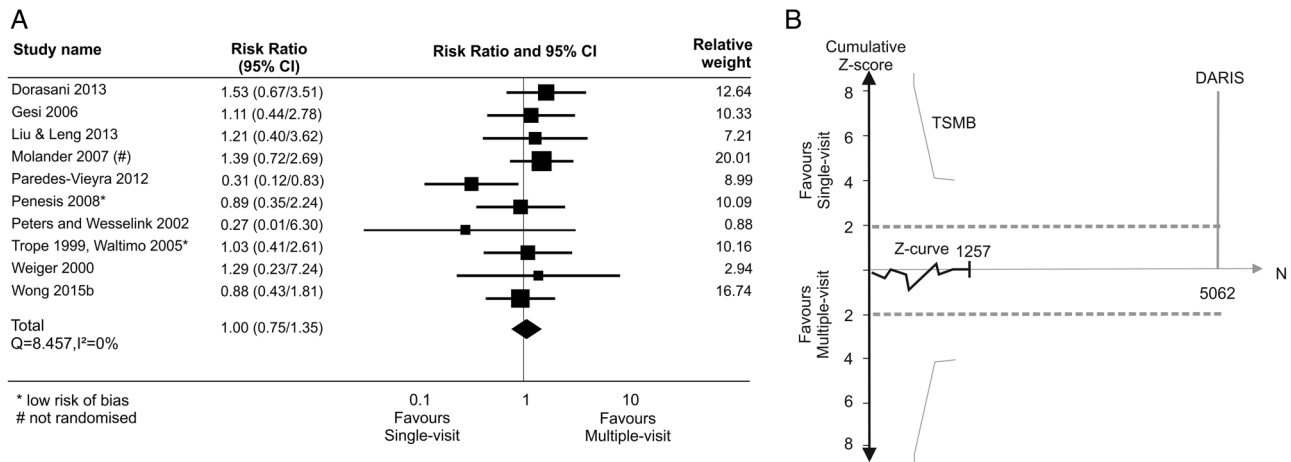 A
Study name Risk Ratio (95% CI) Risk Ratio and 95% CI Relative weight
Dorasani 2013 1.53 (0.67/3.51) 12.64
Gesi 2006 1.11 (0.44/2.78) 10.33
Liu & Leng 2013 1.21 (0.40/3.62) 7.21
Molander 2007 (#) 1.39 (0.72/2.69) 20.01
Paredes-Vieyra 2012 0.31 (0.12/0.83) 8.99
Penesis 2008* 0.89 (0.35/2.24) 10.09
Peters and Wesselink 2002 0.27 (0.01/6.30) 0.88
Trope 1999, Waltimo 2005* 1.03 (0.41/2.61) 10.16
Weiger 2000 1.29 (0.23/7.24) 2.94
Wong 2015b 0.88 (0.43/1.81) 16.74
Total 1.00 (0.75/1.35)
Q=8.457,I²=0%
* low risk of bias 0.1 1 10
# not randomised Favours Favours
Single-visit Multiple-visit
B
Cumulative
Z-score
DARIS
8
TSMB
6
4
2
Favours
Single-visit
Z-curve 1257
N
5062
Favours
Multiple-visit
2
4
6
8